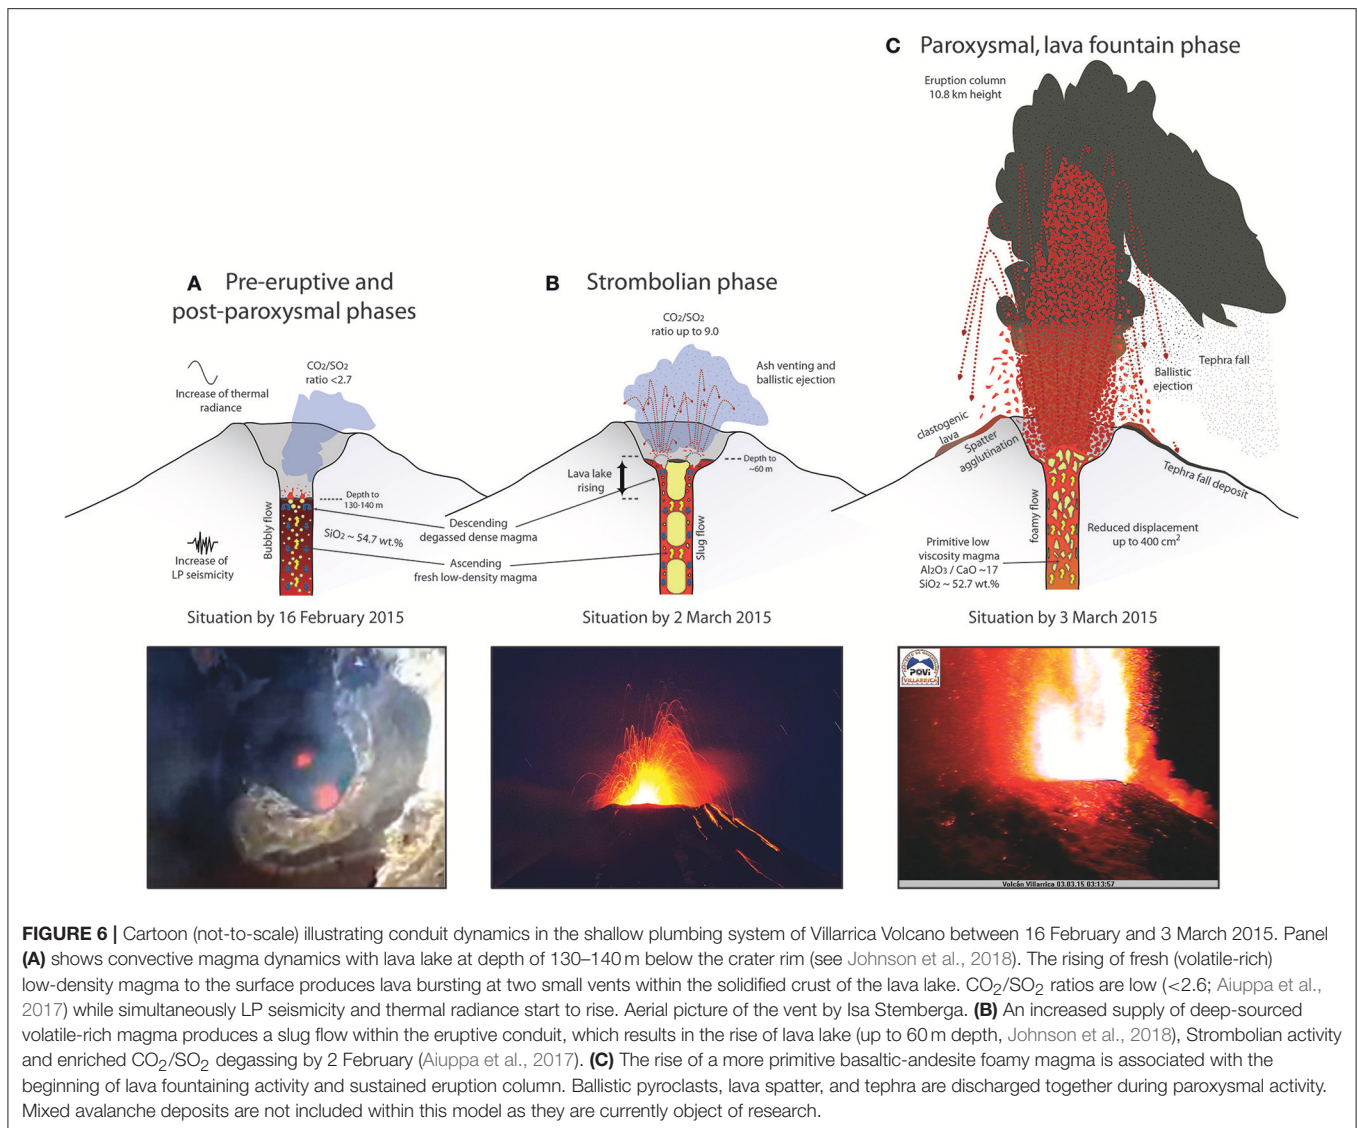 C Paroxysmal, lava fountain phase
Eruption column
10.8 km height
A Pre-eruptive and
post-paroxysmal phases
B Strombolian phase
CO2/SO2
ratio up to 9.0
Increase of thermal
radiance
CO2/SO2
ratio <2.7
Ash venting and
ballistic ejection
Tephra fall
Ballistic
ejection
clastogenic
lava
Spatter
agglutination
Tephra fall deposit
Lava lake
rising
Depth to
~60 m
Depth to
130-140 m
Bubbly flow
SiO2 ~ 54.7 wt.%
Descending
degassed dense magma
Slug flow
foamy flow
Reduced displacement
up to 400 cm2
Increase of
LP seismicity
Ascending
fresh low-density magma
Primitive low
viscosity magma
Al2O3 / CaO ~17
SiO2 ~ 52.7 wt.%
Situation by 16 February 2015
Situation by 2 March 2015
Situation by 3 March 2015
POVi
VILLARRICA
Volcán Villarrica 03.03.15 03:13:57
FIGURE 6 | Cartoon (not-to-scale) illustrating conduit dynamics in the shallow plumbing system of Villarrica Volcano between 16 February and 3 March 2015. Panel
(A) shows convective magma dynamics with lava lake at depth of 130–140 m below the crater rim (see Johnson et al., 2018). The rising of fresh (volatile-rich)
low-density magma to the surface produces lava bursting at two small vents within the solidified crust of the lava lake. CO2/SO2 ratios are low (<2.6; Aiuppa et al.,
2017) while simultaneously LP seismicity and thermal radiance start to rise. Aerial picture of the vent by Isa Stemberga. (B) An increased supply of deep-sourced
volatile-rich magma produces a slug flow within the eruptive conduit, which results in the rise of lava lake (up to 60 m depth, Johnson et al., 2018), Strombolian activity
and enriched CO2/SO2 degassing by 2 February (Aiuppa et al., 2017). (C) The rise of a more primitive basaltic-andesite foamy magma is associated with the
beginning of lava fountaining activity and sustained eruption column. Ballistic pyroclasts, lava spatter, and tephra are discharged together during paroxysmal activity.
Mixed avalanche deposits are not included within this model as they are currently object of research.